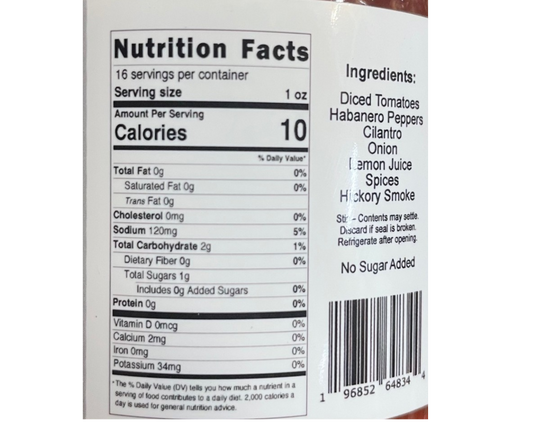 Nutrition Facts
16 servings per container
Serving size 1 oz
Amount Per Serving
Calories 10
% Daily Value*
Total Fat 0g 0%
Saturated Fat 0g 0%
Trans Fat 0g
Cholesterol 0mg 0%
Sodium 120mg 5%
Total Carbohydrate 2g 1%
Dietary Fiber 0g 0%
Total Sugars 1g
Includes 0g Added Sugars 0%
Protein 0g 0%
Vitamin D 0mcg 0%
Calcium 2mg 0%
Iron 0mg 0%
Potassium 34mg 0%
*The % Daily Value (DV) tells you how much a nutrient in a
serving of food contributes to a daily diet. 2,000 calories a
day is used for general nutrition advice.
Ingredients:
Diced Tomatoes
Habanero Peppers
Cilantro
Onion
Lemon Juice
Spices
Hickory Smoke
Stir – Contents may settle.
Discard if seal is broken.
Refrigerate after opening.
No Sugar Added
1 96852 64834 4